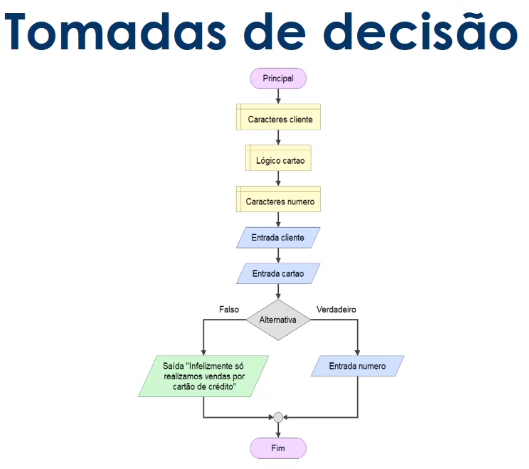 Tomadas de decisão
Principal
Caracteres cliente
Lógico cartao
Caracteres numero
Entrada cliente
Entrada cartao
Falso
Verdadeiro
Alternativa
Saída "Infelizmente só
realizamos vendas por
cartão de crédito"
Entrada numero
Fim